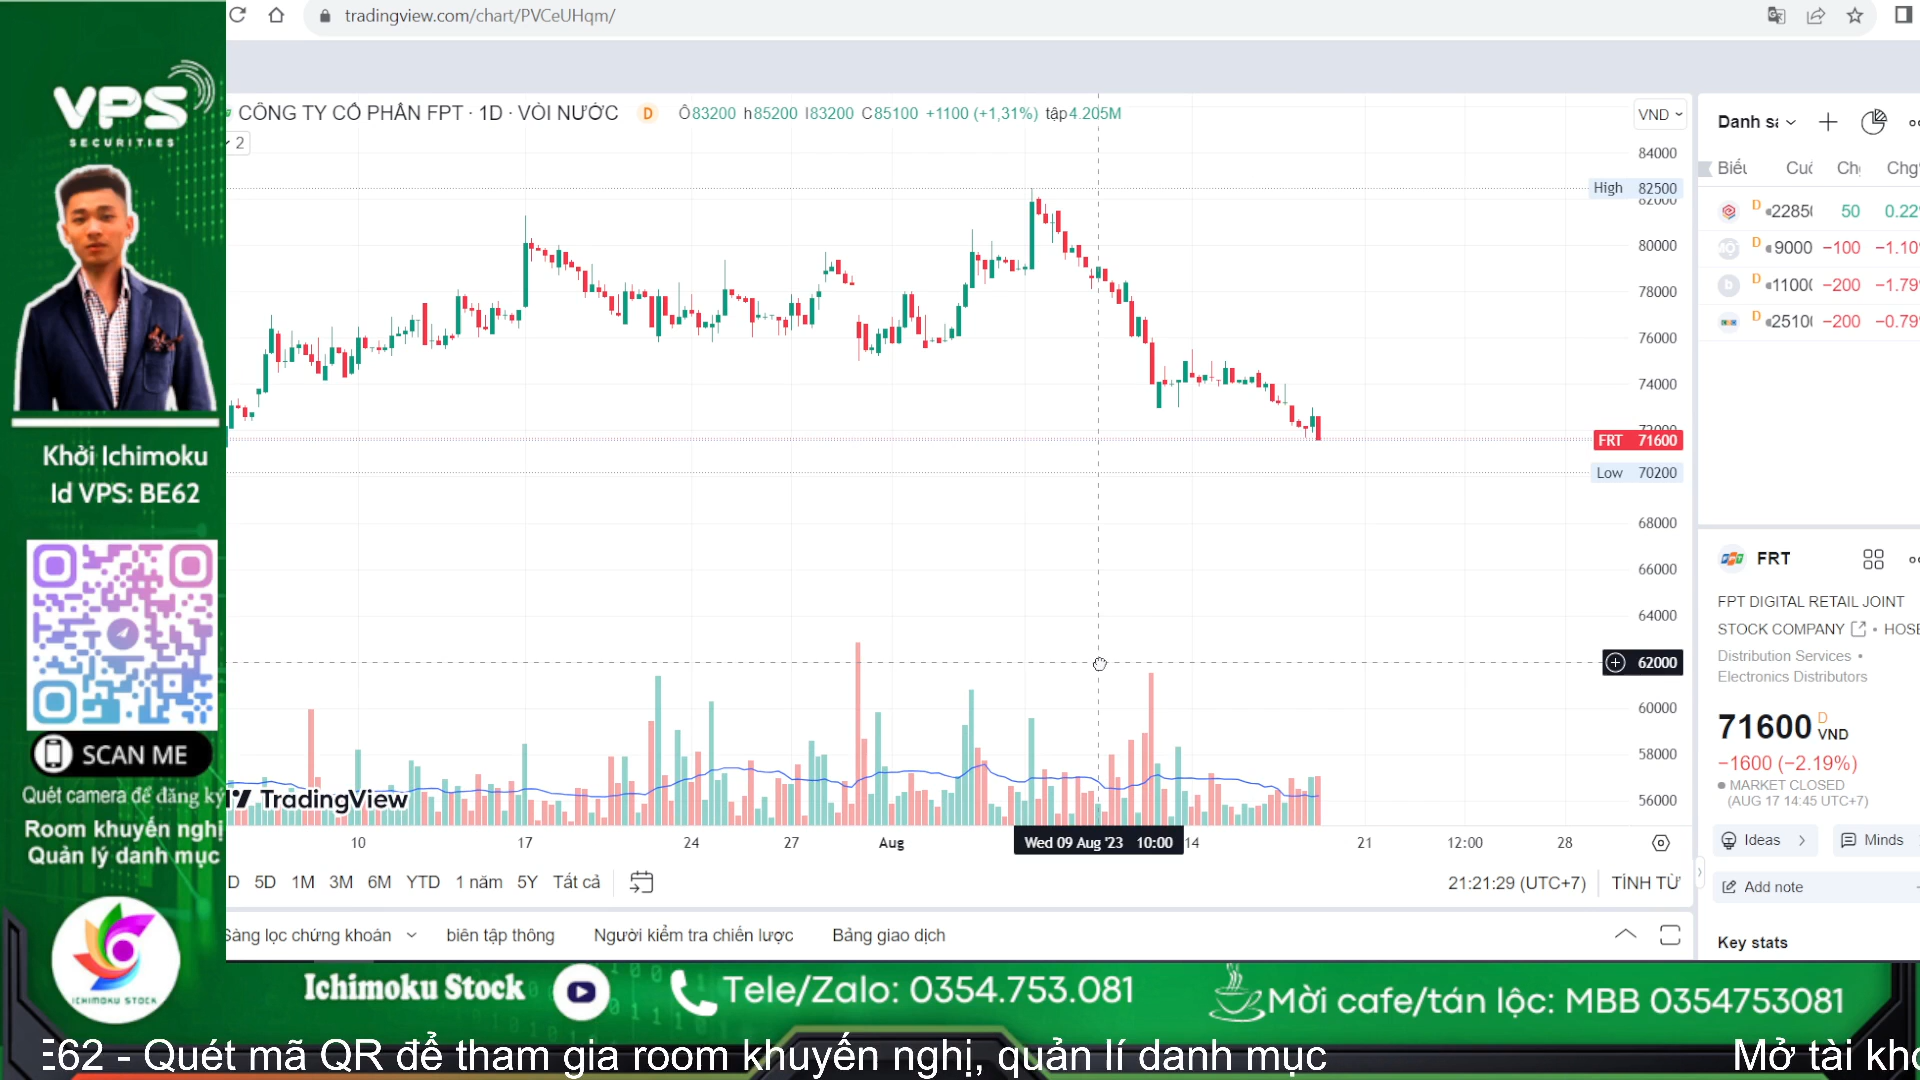 tradingview.com/chart/PVCeUHqm/
VPS
SECURITIES
Khởi Ichimoku
Id VPS: BE62
SCAN ME
Quét camera để đăng ký
Room khuyến nghị
Quản lý danh mục
ICHIMOKU STOCK
CÔNG TY CỔ PHẦN FPT · 1D · VÒI NƯỚC D Ô83200 h85200 l83200 C85100 +1100 (+1,31%) tập4.205M
2
VND
84000
High 82500
82000
80000
78000
76000
74000
72000
FRT 71600
Low 70200
68000
66000
64000
62000
60000
58000
56000
TradingView
10 17 24 27 Aug Wed 09 Aug '23 10:00 14 21 12:00 28
D 5D 1M 3M 6M YTD 1 năm 5Y Tất cả
21:21:29 (UTC+7) TỈNH TỪ
Sàng lọc chứng khoán biên tập thông Người kiểm tra chiến lược Bảng giao dịch
Danh sá
Biểu Cuố Chg Chg%
D 22850 50 0.229
D 9000 −100 −1.10
D 11000 −200 −1.79
D 25100 −200 −0.79
FRT
FPT DIGITAL RETAIL JOINT
STOCK COMPANY • HOSE
Distribution Services •
Electronics Distributors
71600 D VND
−1600 (−2.19%)
MARKET CLOSED
(AUG 17 14:45 UTC+7)
Ideas Minds
Add note
Key stats
Ichimoku Stock Tele/Zalo: 0354.753.081 Mời cafe/tán lộc: MBB 0354753081
E62 - Quét mã QR để tham gia room khuyến nghị, quản lí danh mục Mở tài kho